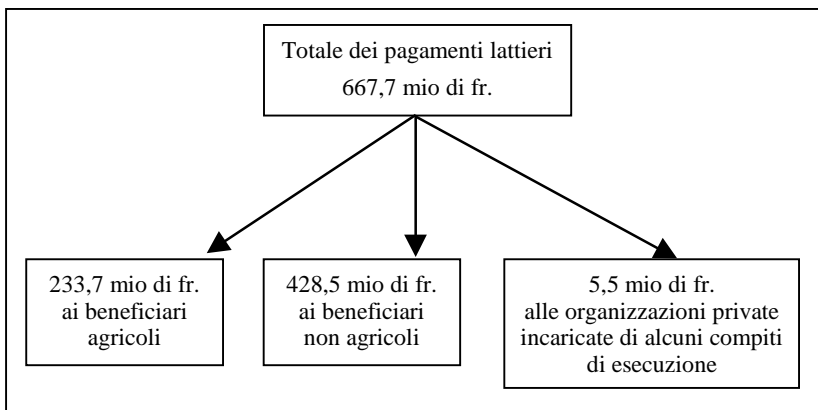 Totale dei pagamenti lattieri
667,7 mio di fr.
233,7 mio di fr.
ai beneficiari
agricoli
428,5 mio di fr.
ai beneficiari
non agricoli
5,5 mio di fr.
alle organizzazioni private
incaricate di alcuni compiti
di esecuzione